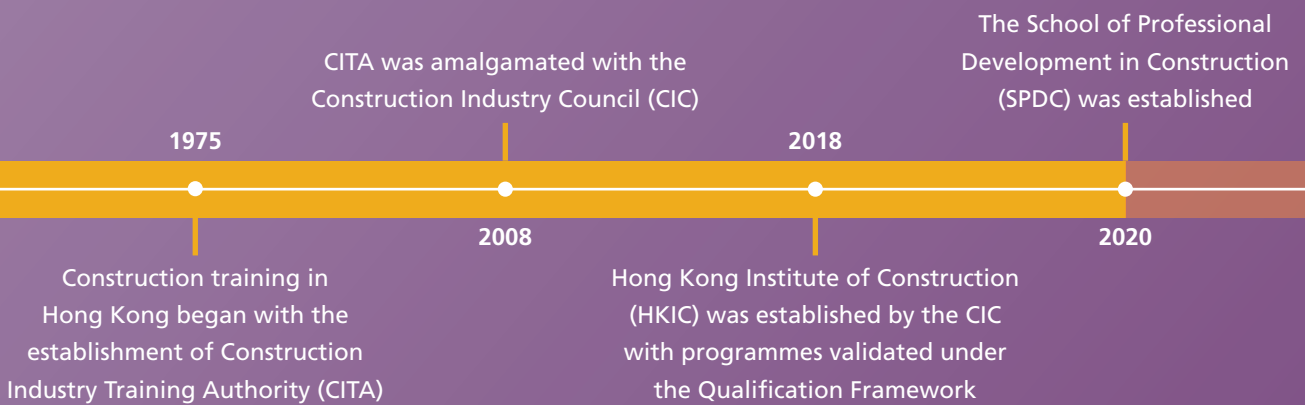 1975
Construction training in
Hong Kong began with the
establishment of Construction
Industry Training Authority (CITA)
CITA was amalgamated with the
Construction Industry Council (CIC)
2008
2018
Hong Kong Institute of Construction
(HKIC) was established by the CIC
with programmes validated under
the Qualification Framework
The School of Professional
Development in Construction
(SPDC) was established
2020